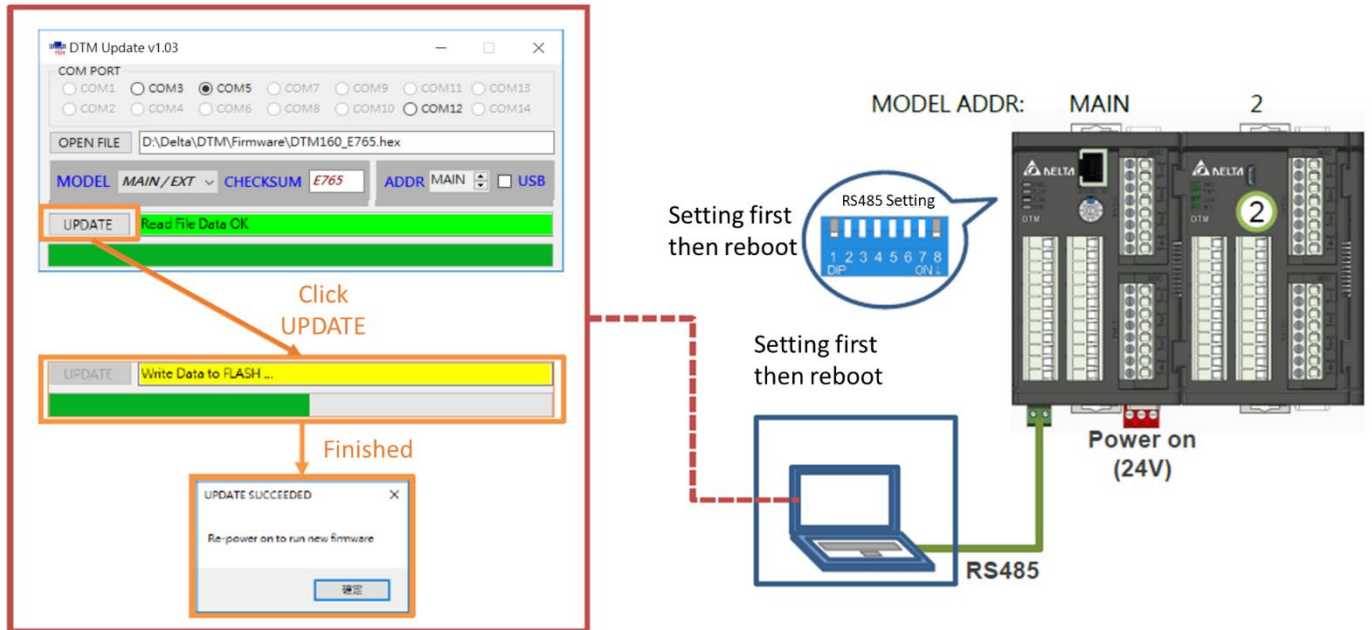 DTM Update v1.03
COM PORT
COM1 COM3 COM5 COM7 COM9 COM11 COM13
COM2 COM4 COM6 COM8 COM10 COM12 COM14
OPEN FILE D:\Delta\DTM\Firmware\DTM160_E765.hex
MODEL MAIN/EXT CHECKSUM E765 ADDR MAIN USB
UPDATE Read File Data OK
Click
UPDATE
UPDATE Write Data to FLASH ...
Finished
UPDATE SUCCEEDED
Re-power on to run new firmware
確定
MODEL ADDR: MAIN 2
Setting first
then reboot
RS485 Setting
1 2 3 4 5 6 7 8
DIP ON↓
DELTA
DTM
DELTA
DTM
2
Setting first
then reboot
Power on
(24V)
RS485